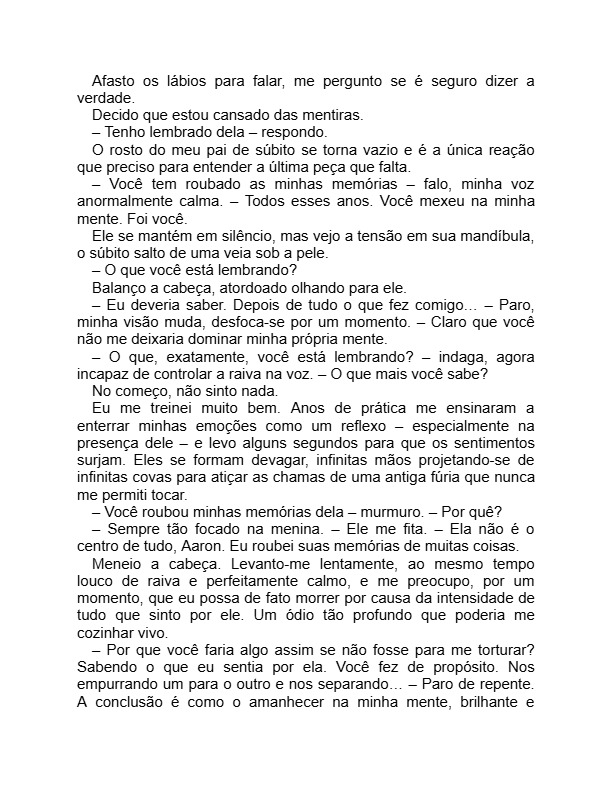 Afasto os lábios para falar, me pergunto se é seguro dizer a
verdade.
Decido que estou cansado das mentiras.
– Tenho lembrado dela – respondo.
O rosto do meu pai de súbito se torna vazio e é a única reação
que preciso para entender a última peça que falta.
– Você tem roubado as minhas memórias – falo, minha voz
anormalmente calma. – Todos esses anos. Você mexeu na minha
mente. Foi você.
Ele se mantém em silêncio, mas vejo a tensão em sua mandíbula,
o súbito salto de uma veia sob a pele.
– O que você está lembrando?
Balanço a cabeça, atordoado olhando para ele.
– Eu deveria saber. Depois de tudo o que fez comigo… – Paro,
minha visão muda, desfoca-se por um momento. – Claro que você
não me deixaria dominar minha própria mente.
– O que, exatamente, você está lembrando? – indaga, agora
incapaz de controlar a raiva na voz. – O que mais você sabe?
No começo, não sinto nada.
Eu me treinei muito bem. Anos de prática me ensinaram a
enterrar minhas emoções como um reflexo – especialmente na
presença dele – e levo alguns segundos para que os sentimentos
surjam. Eles se formam devagar, infinitas mãos projetando-se de
infinitas covas para atiçar as chamas de uma antiga fúria que nunca
me permiti tocar.
– Você roubou minhas memórias dela – murmuro. – Por quê?
– Sempre tão focado na menina. – Ele me fita. – Ela não é o
centro de tudo, Aaron. Eu roubei suas memórias de muitas coisas.
Meneio a cabeça. Levanto-me lentamente, ao mesmo tempo
louco de raiva e perfeitamente calmo, e me preocupo, por um
momento, que eu possa de fato morrer por causa da intensidade de
tudo que sinto por ele. Um ódio tão profundo que poderia me
cozinhar vivo.
– Por que você faria algo assim se não fosse para me torturar?
Sabendo o que eu sentia por ela. Você fez de propósito. Nos
empurrando um para o outro e nos separando… – Paro de repente.
A conclusão é como o amanhecer na minha mente, brilhante e